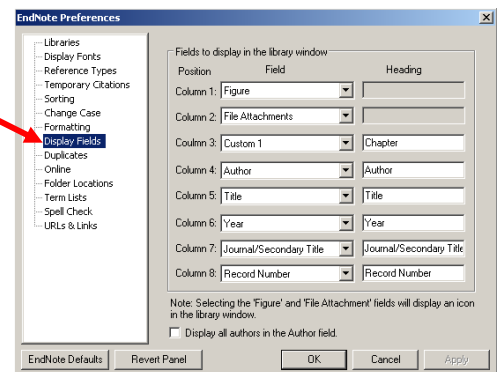 EndNote Preferences
Libraries
Display Fonts
Reference Types
Temporary Citations
Sorting
Change Case
Formatting
Display Fields
Duplicates
Online
Folder Locations
Term Lists
Spell Check
URLs & Links
Fields to display in the library window
Position Field Heading
Column 1: Figure
Column 2: File Attachments
Coulmn 3: Custom 1 Chapter
Column 4: Author Author
Column 5: Title Title
Column 6: Year Year
Column 7: Journal/Secondary Title Journal/Secondary Title
Column 8: Record Number Record Number
Note: Selecting the 'Figure' and 'File Attachment' fields will display an icon
in the library window.
Display all authors in the Author field.
EndNote Defaults Revert Panel OK Cancel Apply